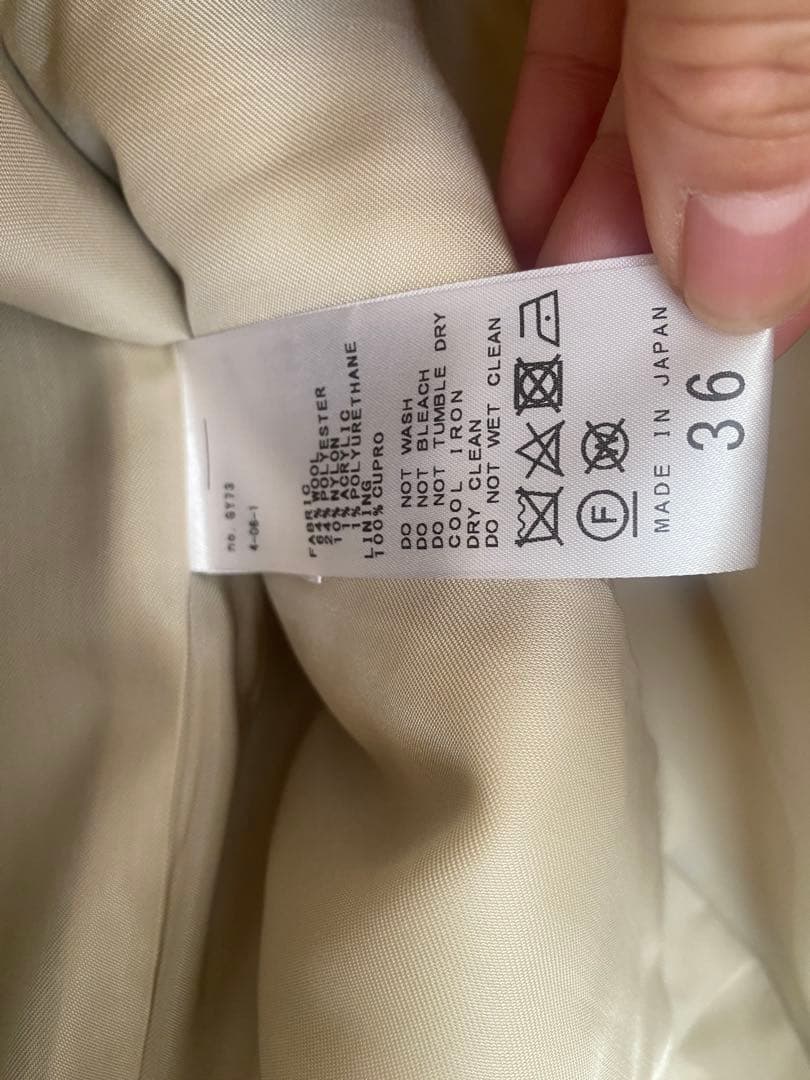 no. GY73
4-06-1
FABRIC
64% WOOL
24% POLYESTER
10% NYLON
1% ACRYLIC
1% POLYURETHANE
LINING
100% CUPRO
DO NOT WASH
DO NOT BLEACH
DO NOT TUMBLE DRY
COOL IRON
DRY CLEAN
DO NOT WET CLEAN
F
W
MADE IN JAPAN
36